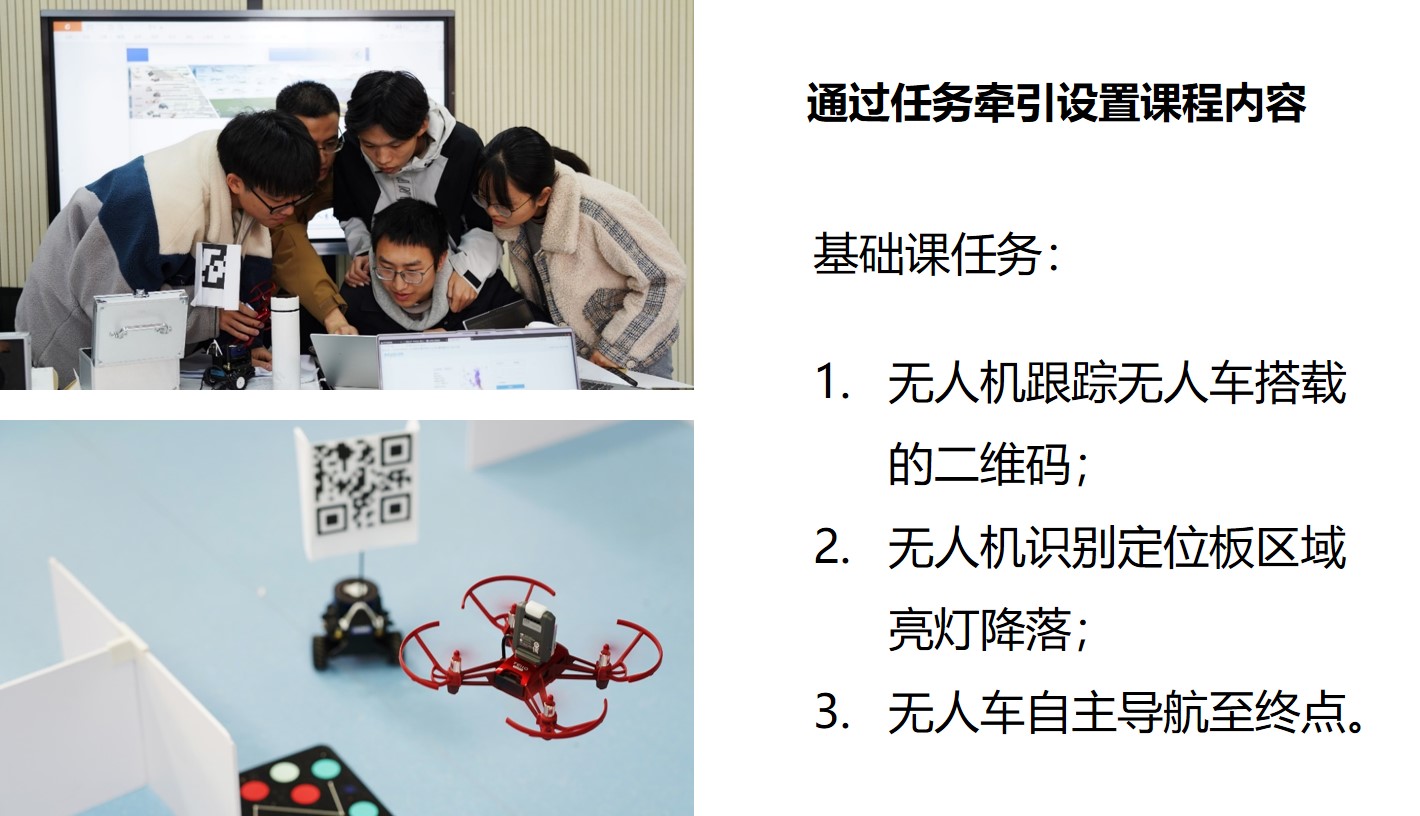 通过任务牵引设置课程内容
基础课任务：
1. 无人机跟踪无人车搭载
的二维码；
2. 无人机识别定位板区域
亮灯降落；
3. 无人车自主导航至终点。